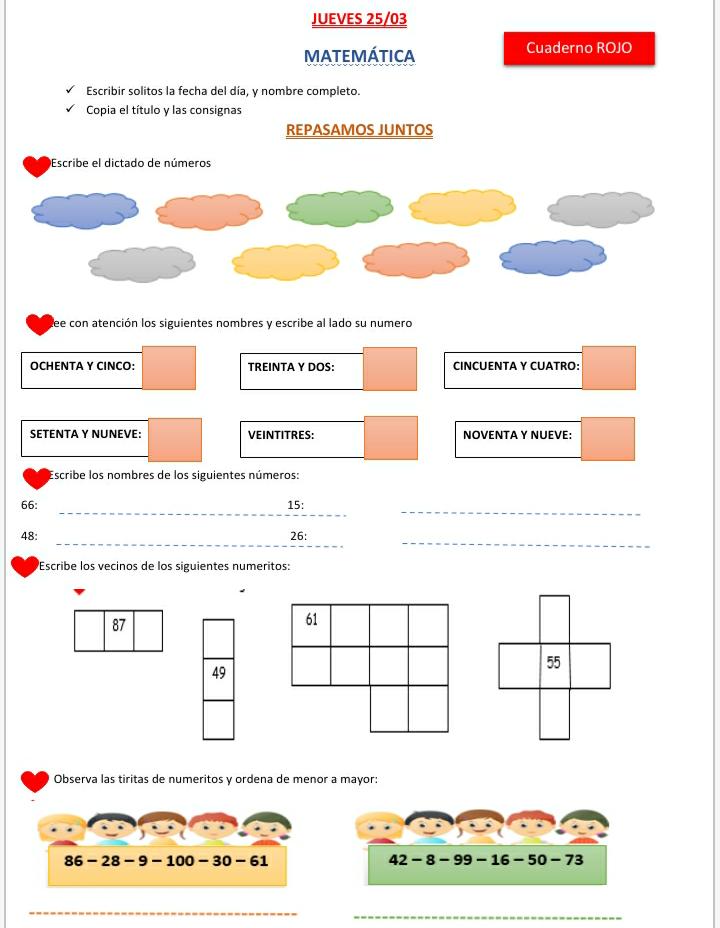 JUEVES 25/03
MATEMÁTICA
Cuaderno ROJO
✓ Escribir solitos la fecha del día, y nombre completo.
✓ Copia el título y las consignas
REPASAMOS JUNTOS
Escribe el dictado de números
ee con atención los siguientes nombres y escribe al lado su numero
OCHENTA Y CINCO:
TREINTA Y DOS:
CINCUENTA Y CUATRO:
SETENTA Y NUNEVE:
VEINTITRES:
NOVENTA Y NUEVE:
Escribe los nombres de los siguientes números:
66: 15:
48: 26:
Escribe los vecinos de los siguientes numeritos:
87
49
61
55
Observa las tiritas de numeritos y ordena de menor a mayor:
86 – 28 – 9 – 100 – 30 – 61
42 – 8 – 99 – 16 – 50 – 73